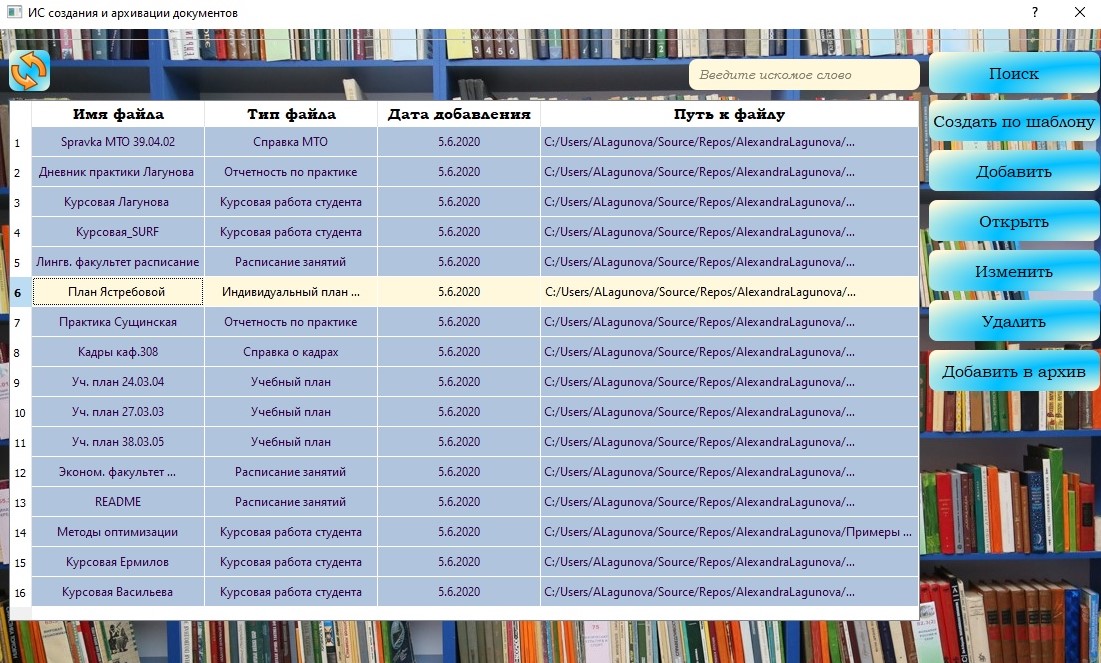 ИС создания и архивации документов ?
Введите искомое слово Поиск
Имя файла Тип файла Дата добавления Путь к файлу
Создать по шаблону
1 Spravka МТО 39.04.02 Справка МТО 5.6.2020 C:/Users/ALagunova/Source/Repos/AlexandraLagunova/...
2 Дневник практики Лагунова Отчетность по практике 5.6.2020 C:/Users/ALagunova/Source/Repos/AlexandraLagunova/...
Добавить
3 Курсовая Лагунова Курсовая работа студента 5.6.2020 C:/Users/ALagunova/Source/Repos/AlexandraLagunova/...
Открыть
4 Курсовая_SURF Курсовая работа студента 5.6.2020 C:/Users/ALagunova/Source/Repos/AlexandraLagunova/...
5 Лингв. факультет расписание Расписание занятий 5.6.2020 C:/Users/ALagunova/Source/Repos/AlexandraLagunova/...
Изменить
6 План Ястребовой Индивидуальный план ... 5.6.2020 C:/Users/ALagunova/Source/Repos/AlexandraLagunova/...
7 Практика Сущинская Отчетность по практике 5.6.2020 C:/Users/ALagunova/Source/Repos/AlexandraLagunova/...
Удалить
8 Кадры каф.308 Справка о кадрах 5.6.2020 C:/Users/ALagunova/Source/Repos/AlexandraLagunova/...
Добавить в архив
9 Уч. план 24.03.04 Учебный план 5.6.2020 C:/Users/ALagunova/Source/Repos/AlexandraLagunova/...
10 Уч. план 27.03.03 Учебный план 5.6.2020 C:/Users/ALagunova/Source/Repos/AlexandraLagunova/...
11 Уч. план 38.03.05 Учебный план 5.6.2020 C:/Users/ALagunova/Source/Repos/AlexandraLagunova/...
12 Эконом. факультет ... Расписание занятий 5.6.2020 C:/Users/ALagunova/Source/Repos/AlexandraLagunova/...
13 README Расписание занятий 5.6.2020 C:/Users/ALagunova/Source/Repos/AlexandraLagunova/...
14 Методы оптимизации Курсовая работа студента 5.6.2020 C:/Users/ALagunova/Source/Repos/AlexandraLagunova/Примеры ...
15 Курсовая Ермилов Курсовая работа студента 5.6.2020 C:/Users/ALagunova/Source/Repos/AlexandraLagunova/...
16 Курсовая Васильева Курсовая работа студента 5.6.2020 C:/Users/ALagunova/Source/Repos/AlexandraLagunova/...